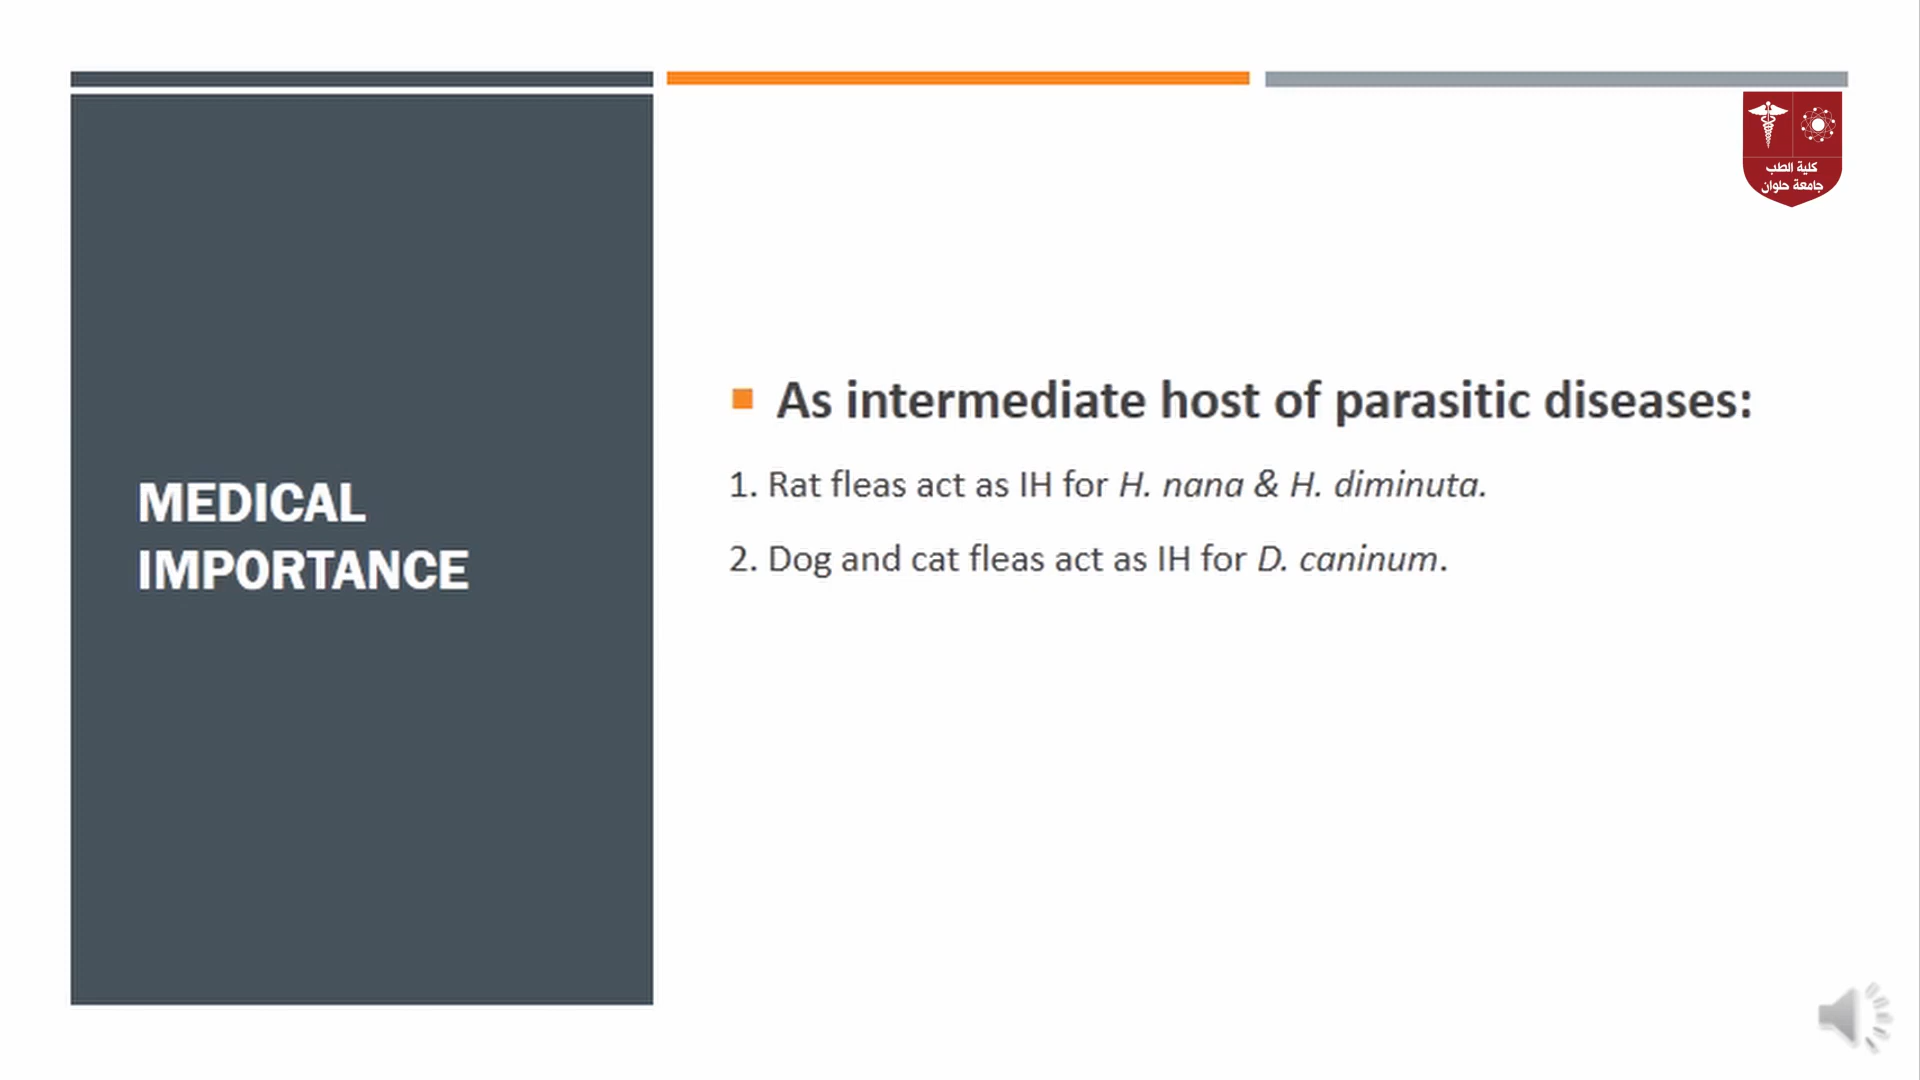 كلية الطب
جامعة حلوان
MEDICAL
IMPORTANCE
As intermediate host of parasitic diseases:
1. Rat fleas act as IH for H. nana & H. diminuta.
2. Dog and cat fleas act as IH for D. caninum.